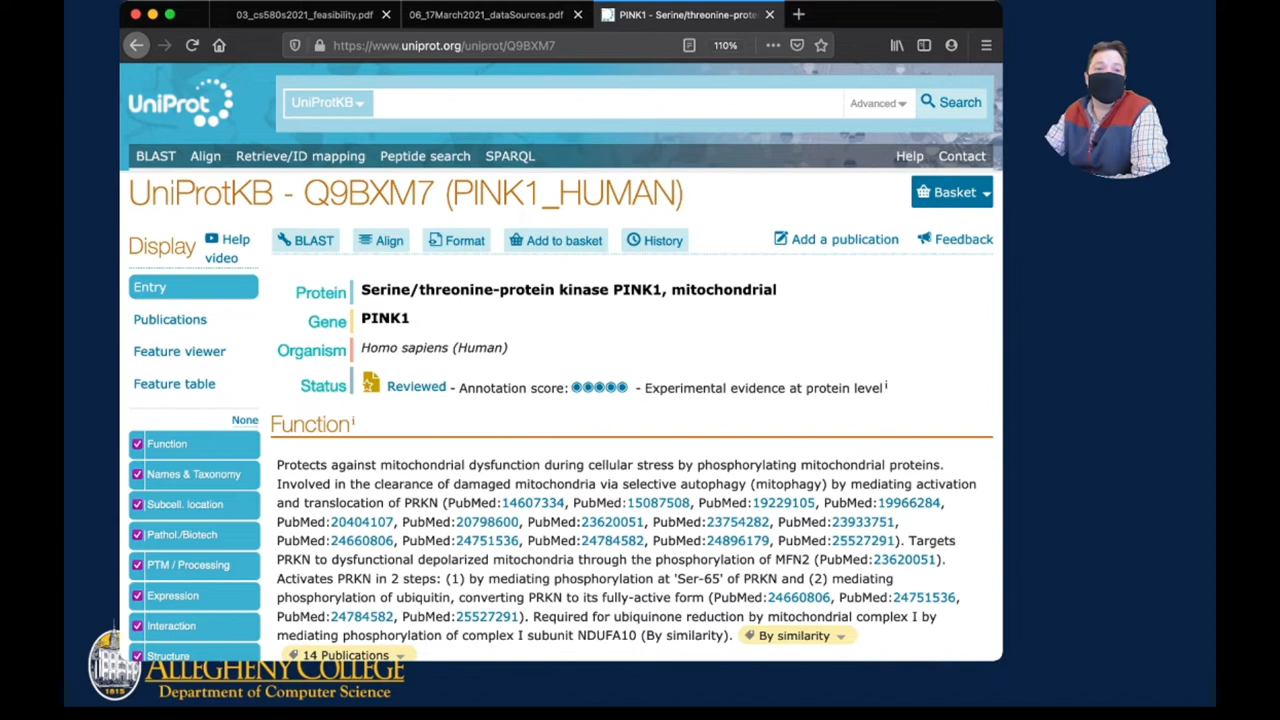 03_cs580s2021_feasibility.pdf
06_17March2021_dataSources.pdf
PINK1 - Serine/threonine-prote
https://www.uniprot.org/uniprot/Q9BXM7
110%
UniProt
UniProtKB
Advanced
Search
BLAST Align Retrieve/ID mapping Peptide search SPARQL
Help Contact
UniProtKB - Q9BXM7 (PINK1_HUMAN)
Basket
Display
Help video
BLAST
Align
Format
Add to basket
History
Add a publication
Feedback
Entry
Publications
Feature viewer
Feature table
None
Function
Names & Taxonomy
Subcell. location
Pathol./Biotech
PTM / Processing
Expression
Interaction
Structure
Protein Serine/threonine-protein kinase PINK1, mitochondrial
Gene PINK1
Organism Homo sapiens (Human)
Status Reviewed - Annotation score: - Experimental evidence at protein level i
Function i
Protects against mitochondrial dysfunction during cellular stress by phosphorylating mitochondrial proteins.
Involved in the clearance of damaged mitochondria via selective autophagy (mitophagy) by mediating activation
and translocation of PRKN (PubMed:14607334, PubMed:15087508, PubMed:19229105, PubMed:19966284,
PubMed:20404107, PubMed:20798600, PubMed:23620051, PubMed:23754282, PubMed:23933751,
PubMed:24660806, PubMed:24751536, PubMed:24784582, PubMed:24896179, PubMed:25527291). Targets
PRKN to dysfunctional depolarized mitochondria through the phosphorylation of MFN2 (PubMed:23620051).
Activates PRKN in 2 steps: (1) by mediating phosphorylation at 'Ser-65' of PRKN and (2) mediating
phosphorylation of ubiquitin, converting PRKN to its fully-active form (PubMed:24660806, PubMed:24751536,
PubMed:24784582, PubMed:25527291). Required for ubiquinone reduction by mitochondrial complex I by
mediating phosphorylation of complex I subunit NDUFA10 (By similarity). By similarity
14 Publications
1815
ALLEGHENY COLLEGE
Department of Computer Science